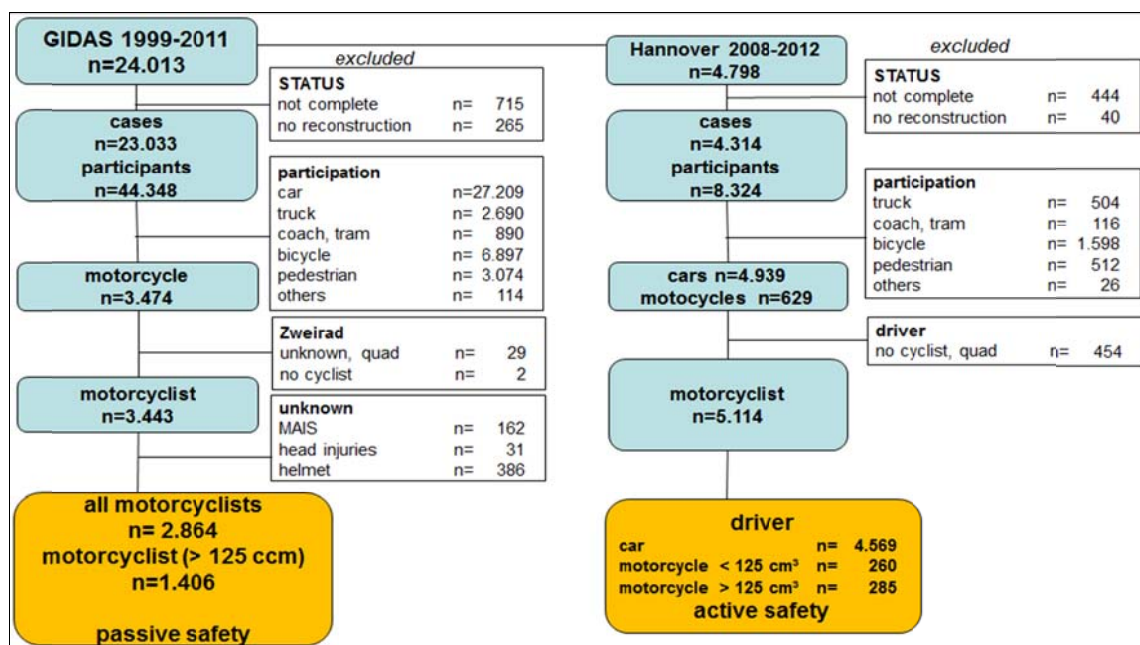 GIDAS 1999-2011
n=24.013
excluded
STATUS
not complete n= 715
no reconstruction n= 265
cases
n=23.033
participants
n=44.348
participation
car n=27.209
truck n= 2.690
coach, tram n= 890
bicycle n= 6.897
pedestrian n= 3.074
others n= 114
motorcycle
n=3.474
Zweirad
unknown, quad n= 29
no cyclist n= 2
motorcyclist
n=3.443
unknown
MAIS n= 162
head injuries n= 31
helmet n= 386
all motorcyclists
n= 2.864
motorcyclist (> 125 ccm)
n=1.406
passive safety
Hannover 2008-2012
n=4.798
excluded
STATUS
not complete n= 444
no reconstruction n= 40
cases
n=4.314
participants
n=8.324
participation
truck n= 504
coach, tram n= 116
bicycle n= 1.598
pedestrian n= 512
others n= 26
cars n=4.939
motocycles n=629
driver
no cyclist, quad n= 454
motorcyclist
n=5.114
driver
car n= 4.569
motorcycle < 125 cm³ n= 260
motorcycle > 125 cm³ n= 285
active safety